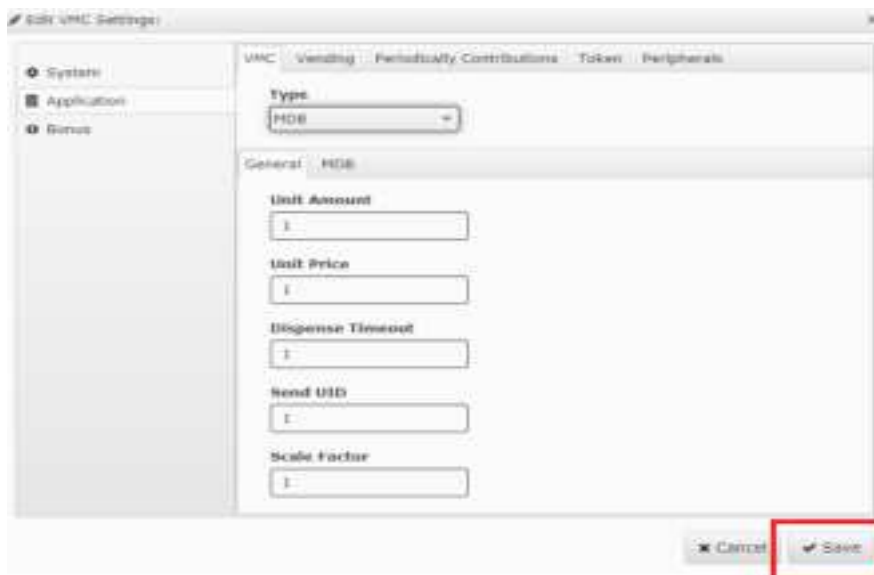 Edit VMC Settings:
System
Application
Bonus
VMC Vending Periodically Contributions Token Peripherals
Type
MDB
General MDB
Unit Amount
1
Unit Price
1
Dispense Timeout
1
Send UID
1
Scale Factor
1
Cancel Save